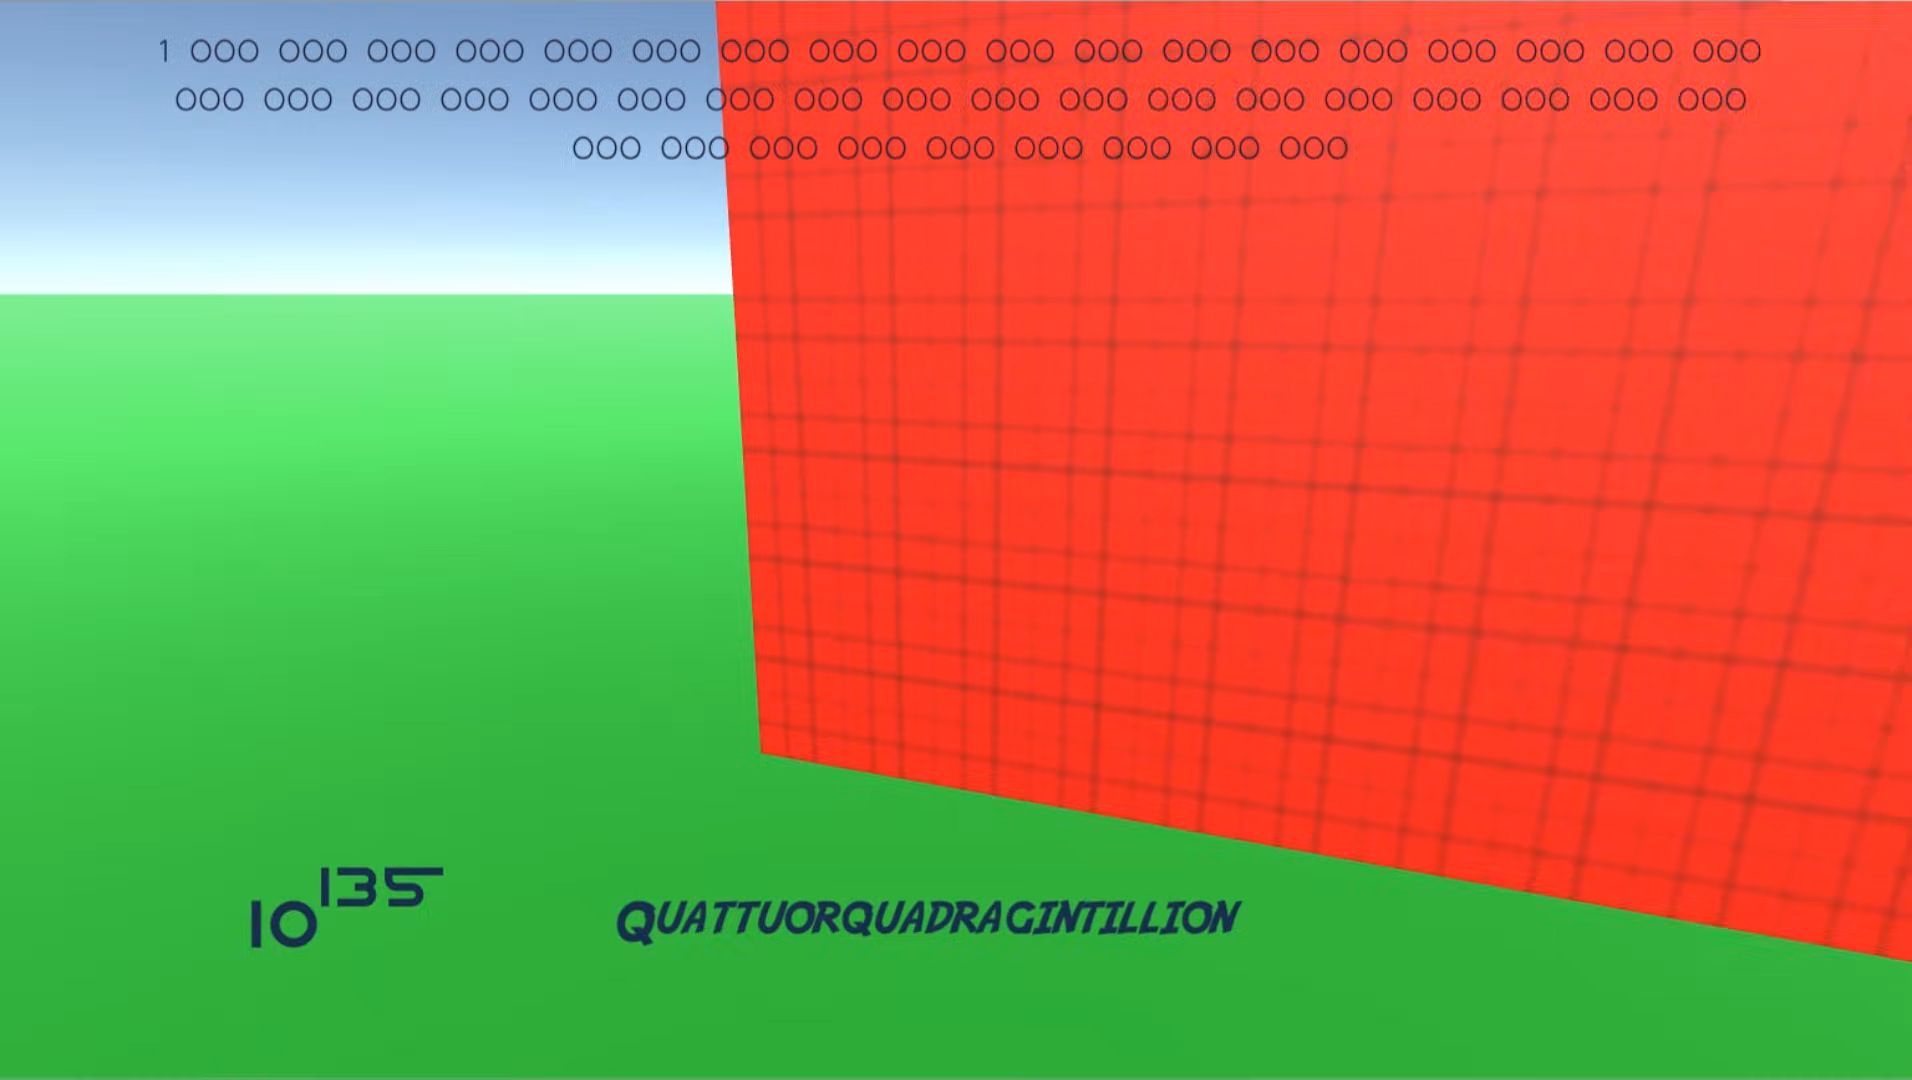 1 000 000 000 000 000 000 000 000 000 000 000 000 000 000 000 000 000 000
000 000 000 000 000 000 000 000 000 000 000 000 000 000 000 000 000 000
000 000 000 000 000 000 000 000 000
10^135
QUATTUORQUADRAGINTILLION